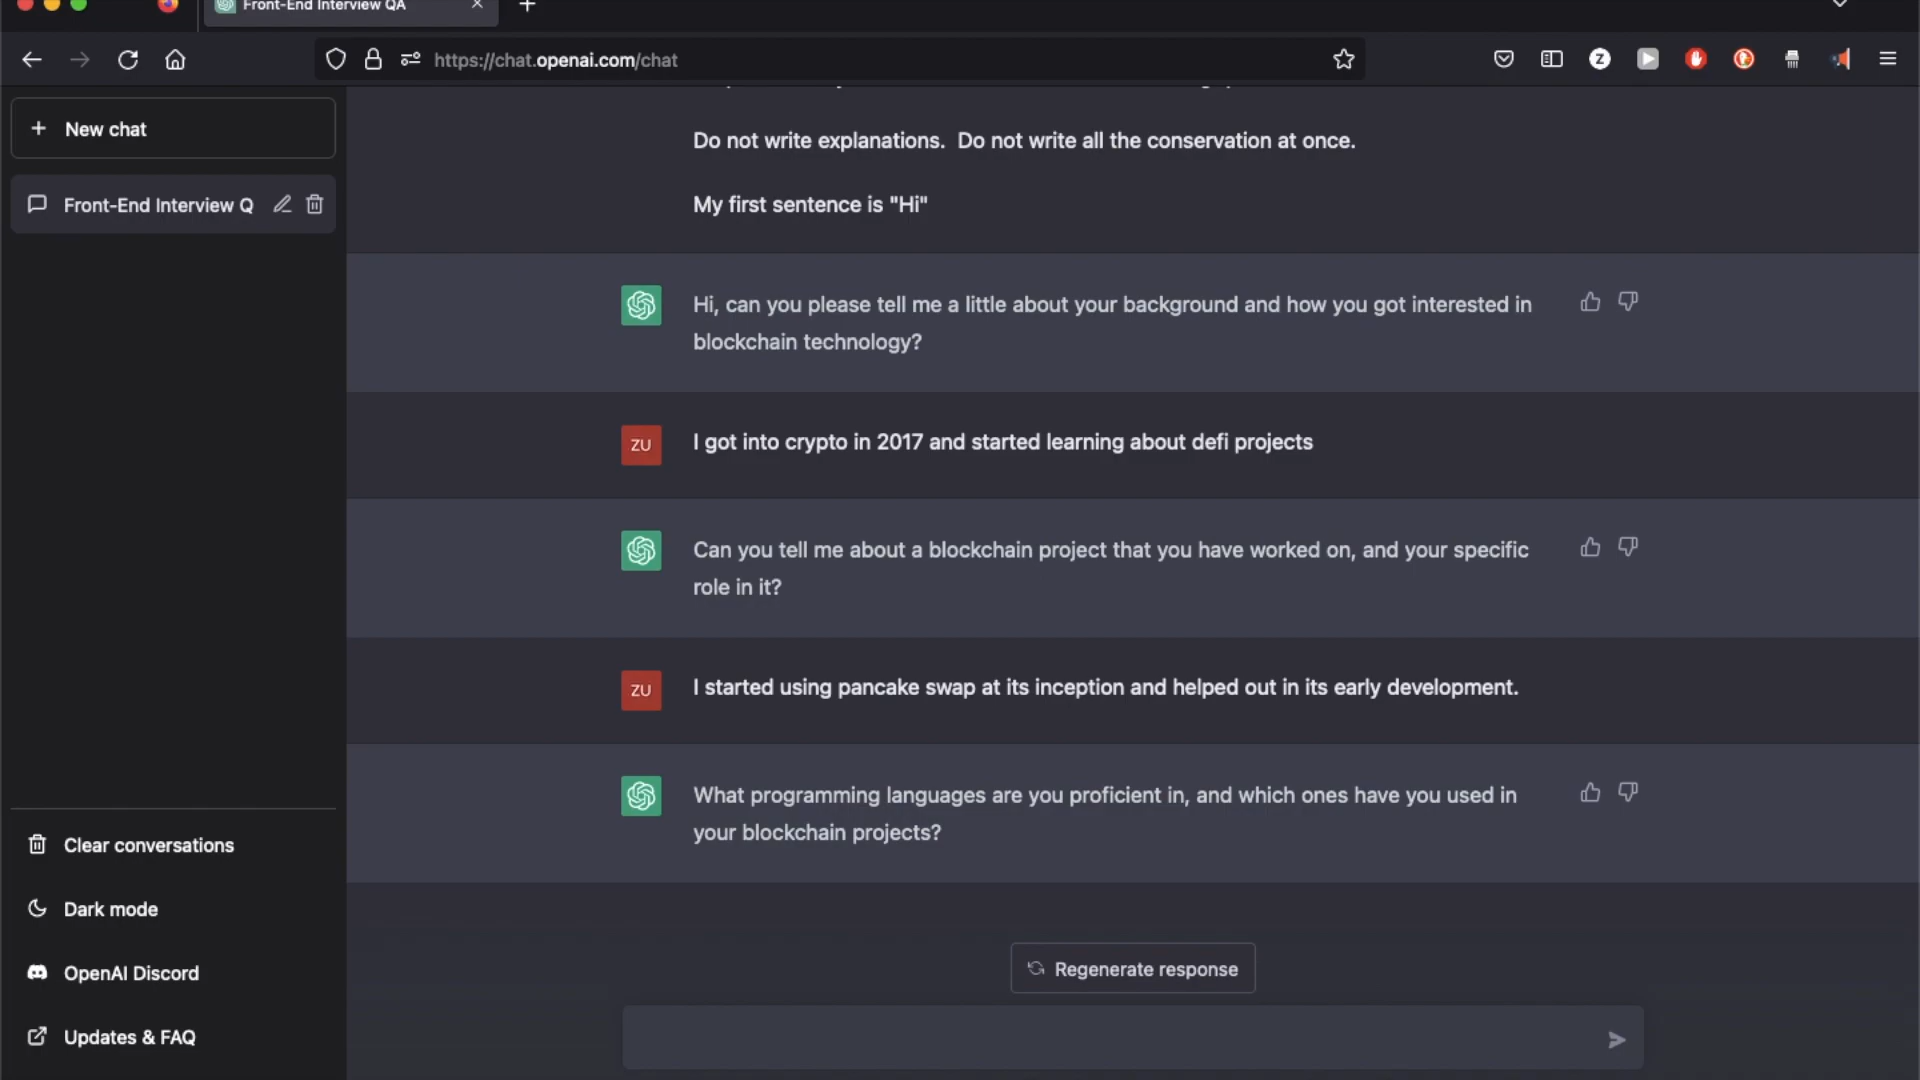 Front-End Interview QA
https://chat.openai.com/chat
New chat
Front-End Interview Q
Do not write explanations.  Do not write all the conservation at once.
My first sentence is "Hi"
Hi, can you please tell me a little about your background and how you got interested in
blockchain technology?
ZU
I got into crypto in 2017 and started learning about defi projects
Can you tell me about a blockchain project that you have worked on, and your specific
role in it?
ZU
I started using pancake swap at its inception and helped out in its early development.
What programming languages are you proficient in, and which ones have you used in
your blockchain projects?
Clear conversations
Dark mode
OpenAI Discord
Updates & FAQ
Regenerate response